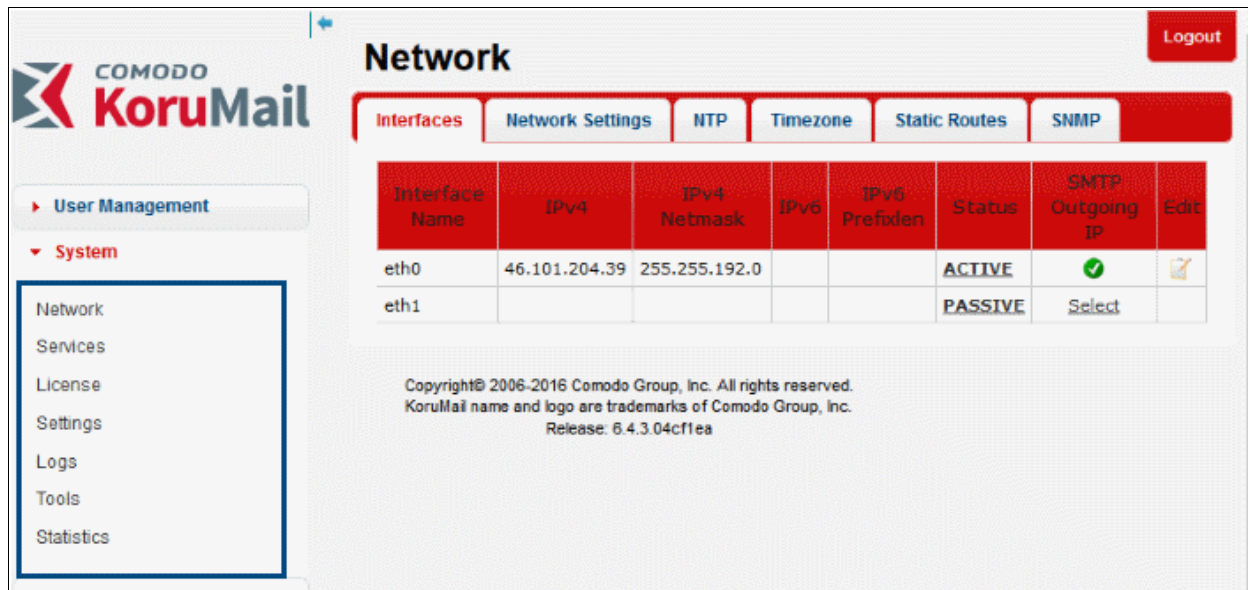 COMODO
KoruMail
User Management
System
Network
Services
License
Settings
Logs
Tools
Statistics
Logout
Network
Interfaces Network Settings NTP Timezone Static Routes SNMP
Interface Name IPv4 IPv4 Netmask IPv6 IPv6 Prefixlen Status SMTP Outgoing IP Edit
eth0 46.101.204.39 255.255.192.0 ACTIVE
eth1 PASSIVE Select
Copyright© 2006-2016 Comodo Group, Inc. All rights reserved.
KoruMail name and logo are trademarks of Comodo Group, Inc.
Release: 6.4.3.04cf1ea